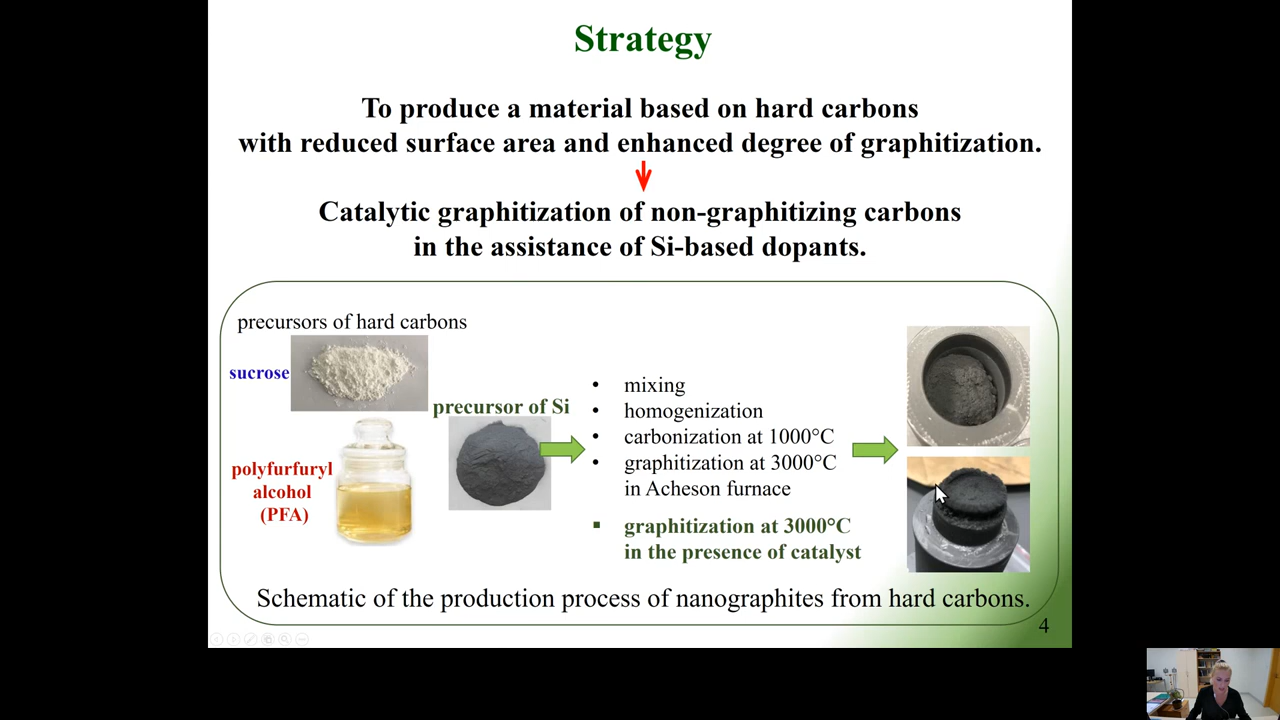 Strategy
To produce a material based on hard carbons
with reduced surface area and enhanced degree of graphitization.
Catalytic graphitization of non-graphitizing carbons
in the assistance of Si-based dopants.
precursors of hard carbons
sucrose
precursor of Si
polyfurfuryl
alcohol
(PFA)
• mixing
• homogenization
• carbonization at 1000°C
• graphitization at 3000°C
in Acheson furnace
▪ graphitization at 3000°C
in the presence of catalyst
Schematic of the production process of nanographites from hard carbons.
4